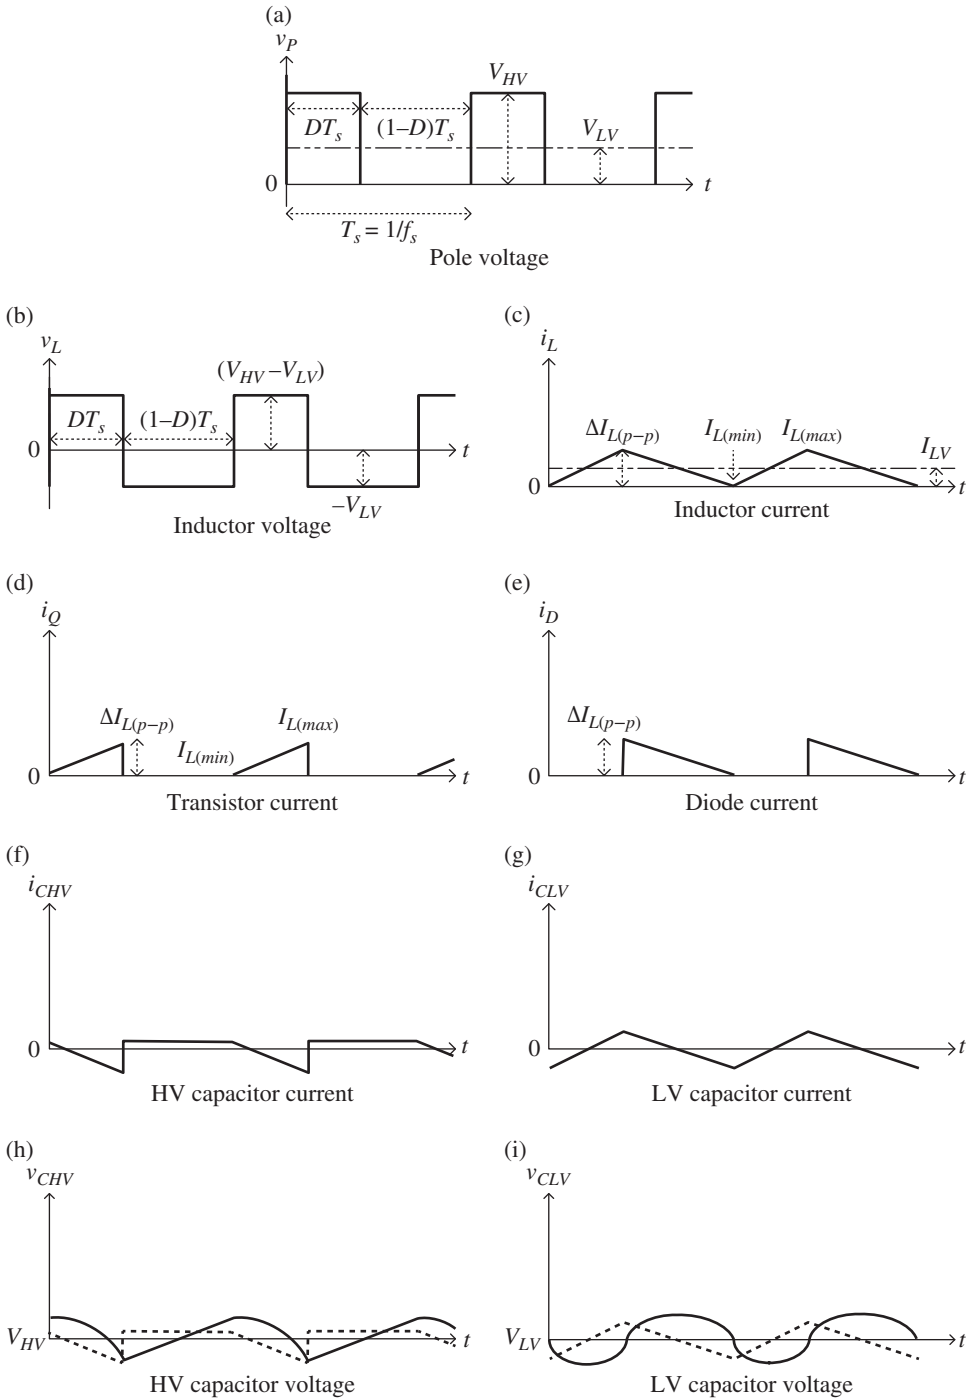 (a)
v_P
V_HV
DT_s
(1–D)T_s
V_LV
0
t
T_s = 1/f_s
Pole voltage
(b)
v_L
(V_HV –V_LV)
DT_s
(1–D)T_s
0
t
–V_LV
Inductor voltage
(c)
i_L
ΔI_L(p–p)
I_L(min)
I_L(max)
I_LV
0
t
Inductor current
(d)
i_Q
ΔI_L(p–p)
I_L(min)
I_L(max)
0
t
Transistor current
(e)
i_D
ΔI_L(p–p)
0
t
Diode current
(f)
i_CHV
0
t
HV capacitor current
(g)
i_CLV
0
t
LV capacitor current
(h)
v_CHV
V_HV
t
HV capacitor voltage
(i)
v_CLV
V_LV
t
LV capacitor voltage